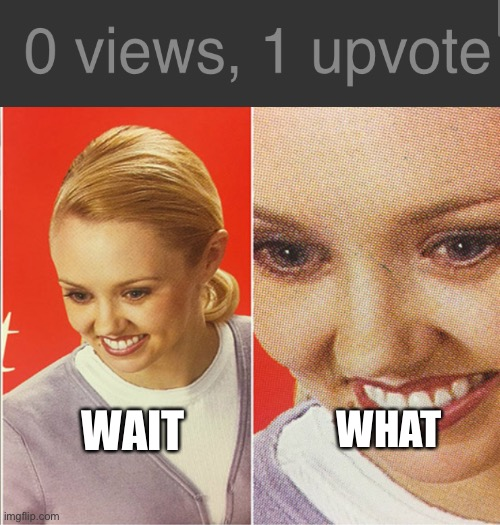 0 views, 1 upvote
t
WAIT
WHAT
imgflip.com